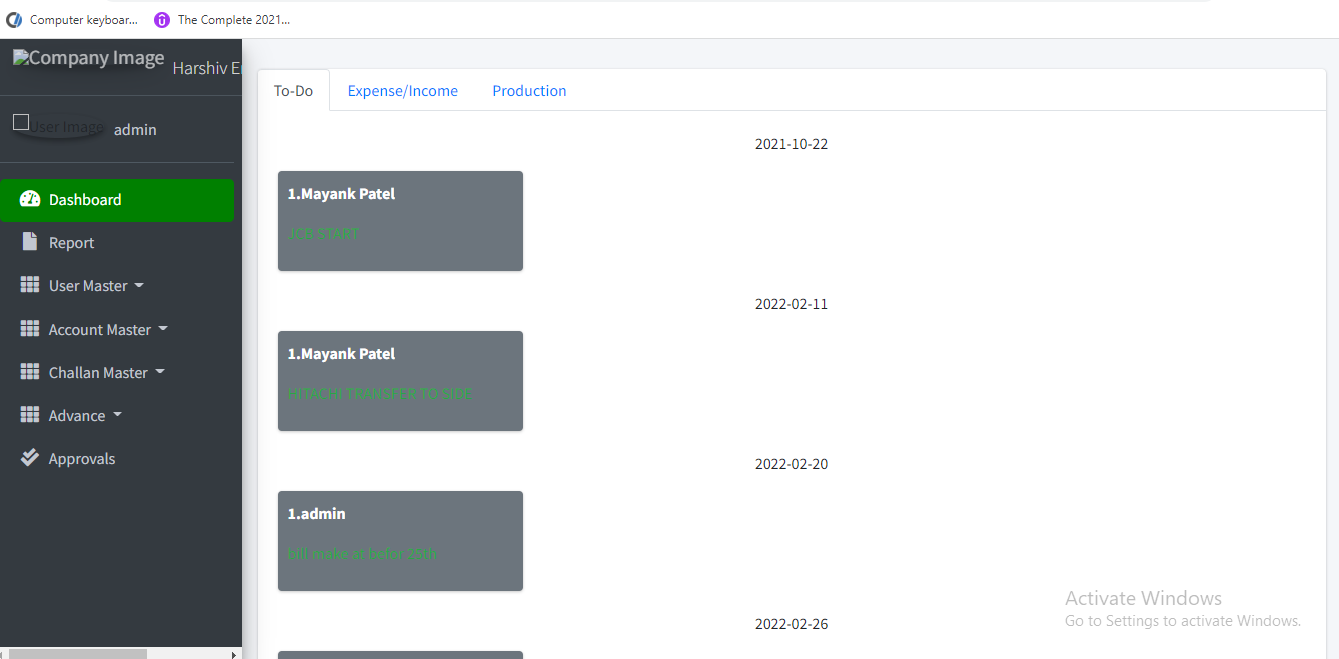 Computer keyboar... The Complete 2021...
Company Image
Harshiv E
User Image
admin
Dashboard
Report
User Master
Account Master
Challan Master
Advance
Approvals
To-Do Expense/Income Production
2021-10-22
1.Mayank Patel
JCB START
2022-02-11
1.Mayank Patel
HITACHI TRANSFER TO SIDE
2022-02-20
1.admin
bill make at befor 25th
2022-02-26
Activate Windows
Go to Settings to activate Windows.